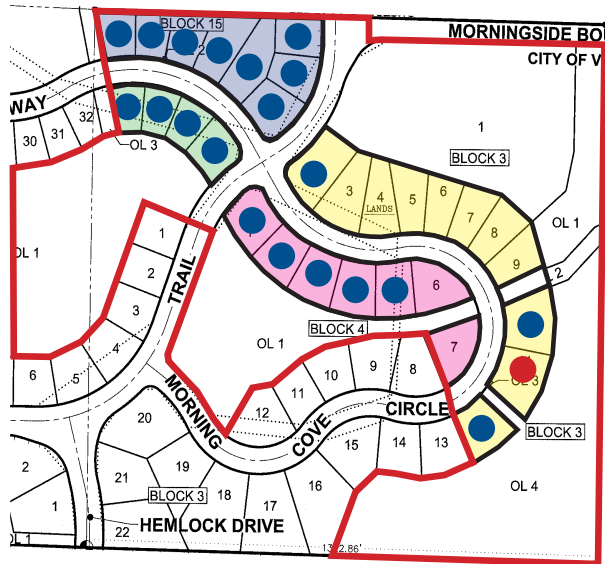 BLOCK 15
MORNINGSIDE BO
CITY OF V
WAY
30
31
32
OL 3
1
BLOCK 3
3
4
LANDS
5
6
7
8
9
OL 1
2
OL 1
1
2
3
4
5
6
TRAIL
6
7
BLOCK 4
OL 1
8
9
10
11
12
CIRCLE
MORNING
COVE
OL 3
BLOCK 3
13
14
15
16
17
18
19
20
21
22
BLOCK 3
OL 4
2
1
HEMLOCK DRIVE
OL 1